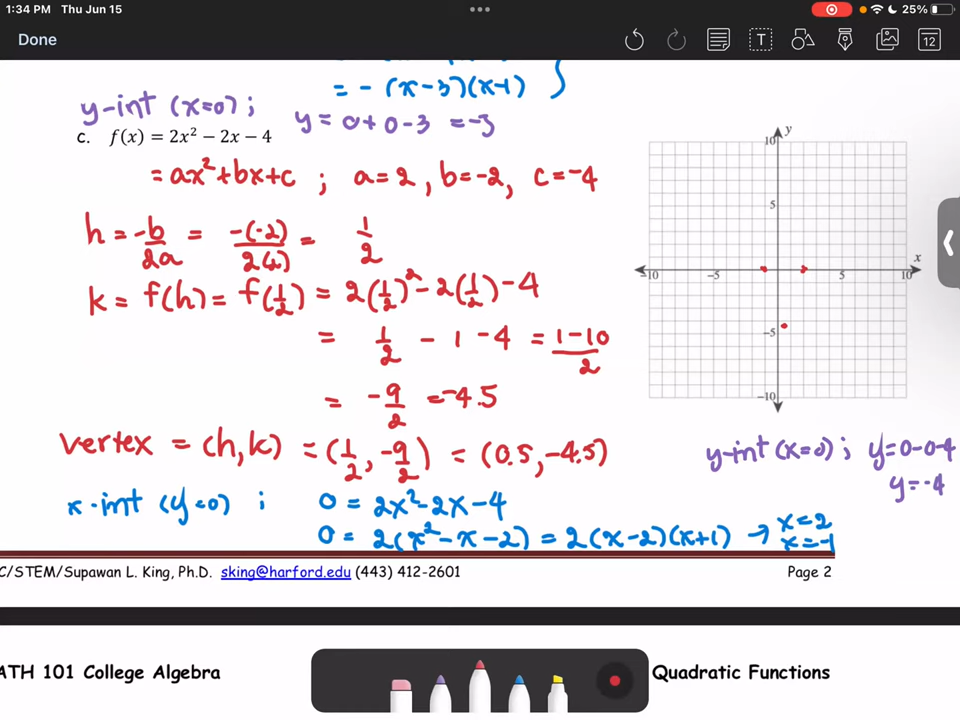 1:34 PM Thu Jun 15
25%
Done
T
12
= -(x-3)(x-1)
y-int (x=0);
y = 0+0-3 = -3
c. f(x) = 2x² − 2x − 4
= ax²+bx+c ; a=2, b=-2, c=-4
h = -b/2a = -(-2)/2(2) = 1/2
k = f(h) = f(1/2) = 2(1/2)² - 2(1/2) - 4
= 1/2 - 1 - 4 = 1-10/2
= -9/2 = -4.5
vertex = (h,k) = (1/2, -9/2) = (0.5, -4.5)
x-int (y=0) ; 0 = 2x²-2x-4
0 = 2(x²-x-2) = 2(x-2)(x+1) → x=2
x=-1
10 y
5
x
-10 -5 5 10
-5
-10
y-int (x=0) ; y=0-0-4
y=-4
C/STEM/Supawan L. King, Ph.D. sking@harford.edu (443) 412-2601
Page 2
ATH 101 College Algebra
Quadratic Functions